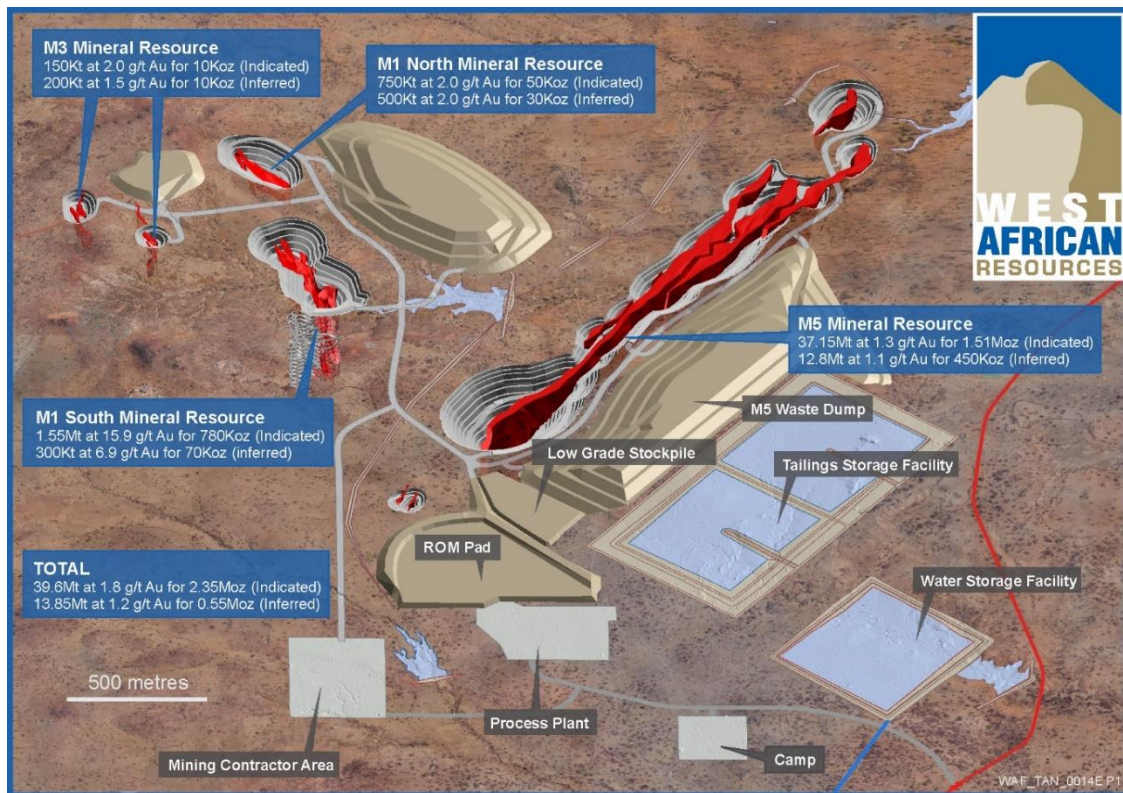 M3 Mineral Resource
150Kt at 2.0 g/t Au for 10Koz (Indicated)
200Kt at 1.5 g/t Au for 10Koz (Inferred)
M1 North Mineral Resource
750Kt at 2.0 g/t Au for 50Koz (Indicated)
500Kt at 2.0 g/t Au for 30Koz (Inferred)
WEST
AFRICAN
RESOURCES
M5 Mineral Resource
37.15Mt at 1.3 g/t Au for 1.51Moz (Indicated)
12.8Mt at 1.1 g/t Au for 450Koz (Inferred)
M1 South Mineral Resource
1.55Mt at 15.9 g/t Au for 780Koz (Indicated)
300Kt at 6.9 g/t Au for 70Koz (inferred)
M5 Waste Dump
Low Grade Stockpile
Tailings Storage Facility
ROM Pad
TOTAL
39.6Mt at 1.8 g/t Au for 2.35Moz (Indicated)
13.85Mt at 1.2 g/t Au for 0.55Moz (Inferred)
Water Storage Facility
500 metres
Process Plant
Mining Contractor Area
Camp
WAF_TAN_0014E P1